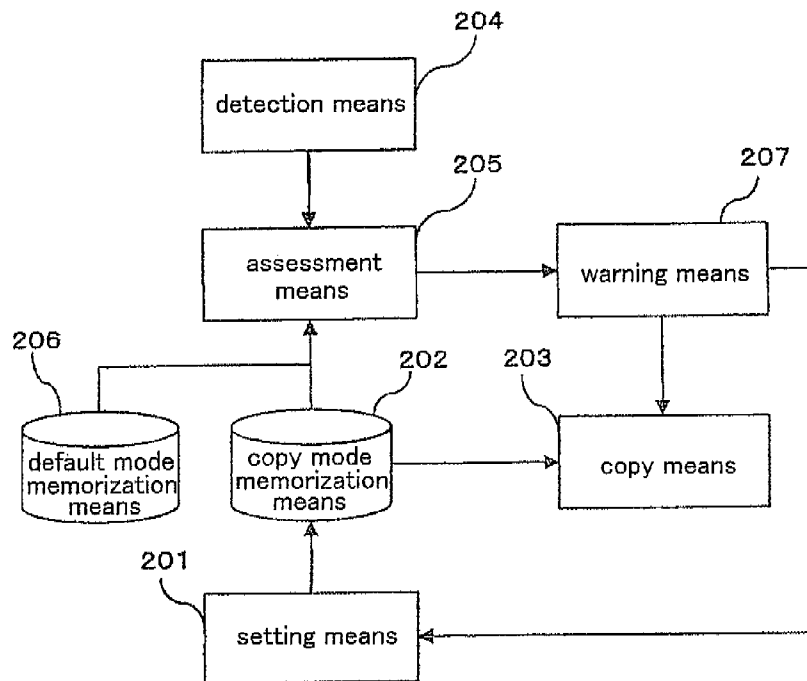 204
detection means
205
207
assessment
means
warning means
206
202
203
default mode
memorization
means
copy mode
memorization
means
copy means
201
setting means